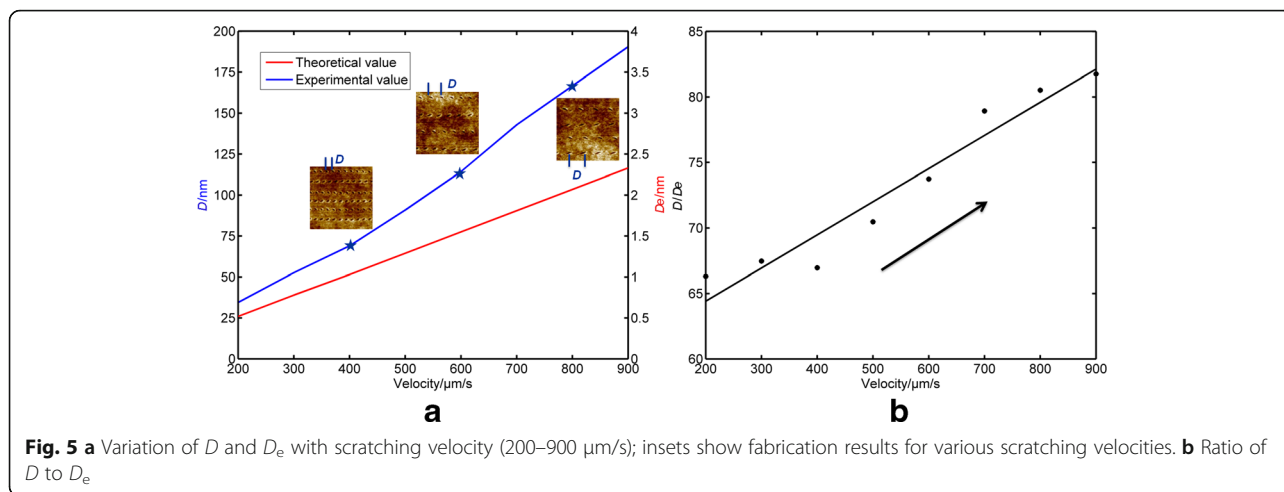 200
175
150
125
100
75
50
25
0
D/nm
Theoretical value
Experimental value
D
D
D
4
3.5
3
2.5
2
1.5
1
0.5
0
De/nm
200 300 400 500 600 700 800 900
Velocity/μm/s
a
85
80
75
70
65
60
D/De
200 300 400 500 600 700 800 900
Velocity/μm/s
b
Fig. 5 a Variation of D and De with scratching velocity (200–900 μm/s); insets show fabrication results for various scratching velocities. b Ratio of
D to De